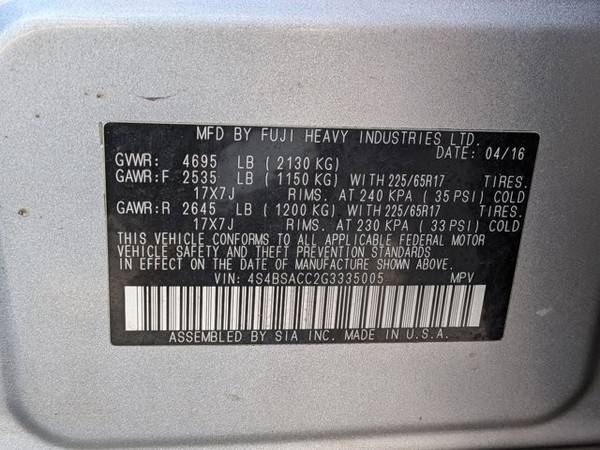 MFD BY FUJI HEAVY INDUSTRIES LTD.
DATE: 04/16
GVWR: 4695 LB ( 2130 KG)
GAWR:F 2535 LB ( 1150 KG) WITH 225/65R17 TIRES.
17X7J RIMS. AT 240 KPA ( 35 PSI) COLD
GAWR:R 2645 LB ( 1200 KG) WITH 225/65R17 TIRES.
17X7J RIMS. AT 230 KPA ( 33 PSI) COLD
THIS VEHICLE CONFORMS TO ALL APPLICABLE FEDERAL MOTOR
VEHICLE SAFETY AND THEFT PREVENTION STANDARDS
IN EFFECT ON THE DATE OF MANUFACTURE SHOWN ABOVE.
VIN: 4S4BSACC2G3335005 MPV
ASSEMBLED BY SIA INC. MADE IN U.S.A.